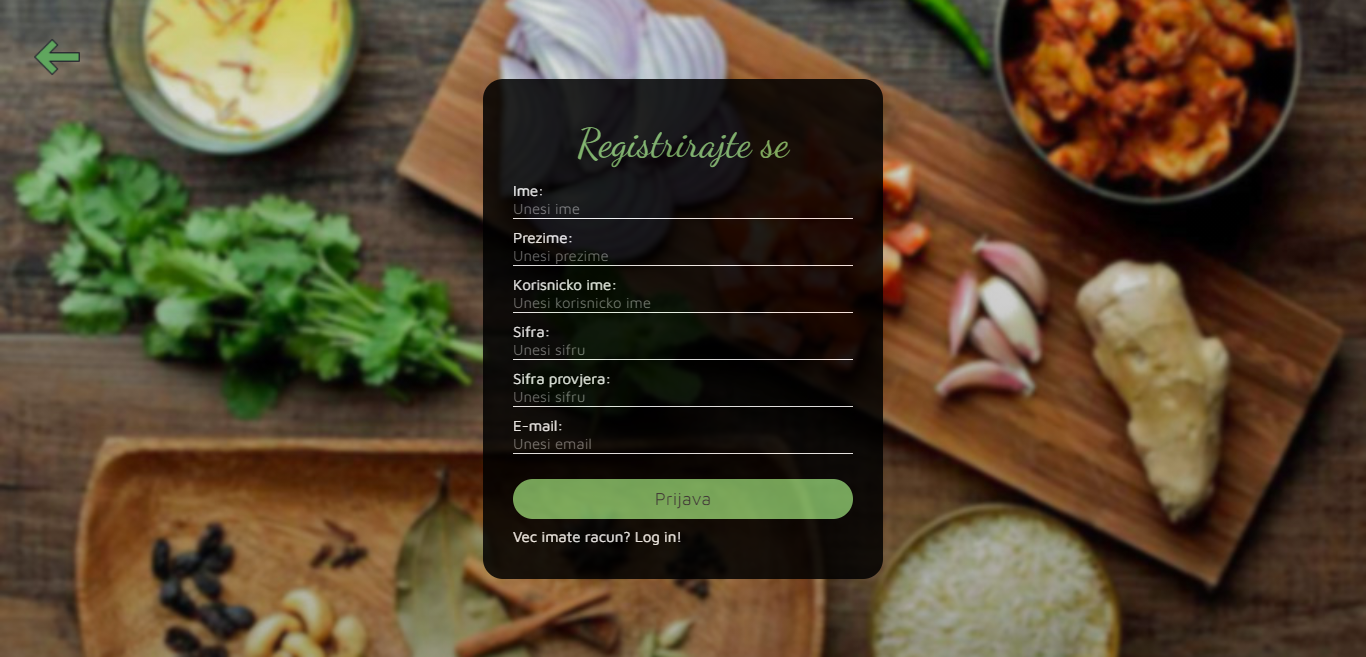 Registrirajte se
Ime:
Unesi ime
Prezime:
Unesi prezime
Korisnicko ime:
Unesi korisnicko ime
Sifra:
Unesi sifru
Sifra provjera:
Unesi sifru
E-mail:
Unesi email
Prijava
Vec imate racun? Log in!